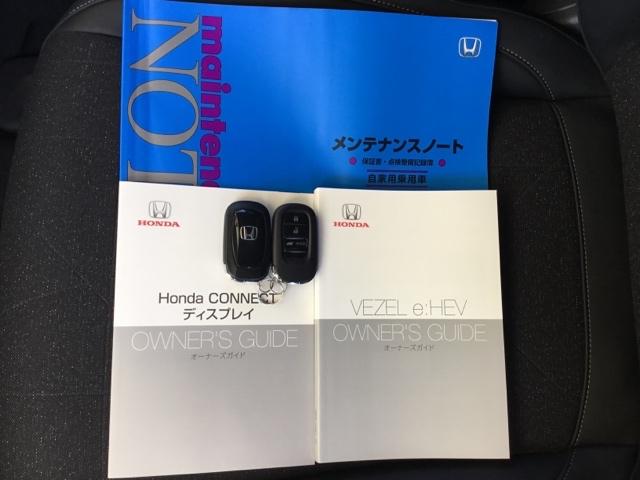 mainten
NOT
メンテナンスノート
保証書・点検整備記録簿
自家用乗用車
HONDA
Honda CONNECT
ディスプレイ
OWNER'S GUIDE
オーナーズガイド
HONDA
VEZEL e:HEV
OWNER'S GUIDE
オーナーズガイド